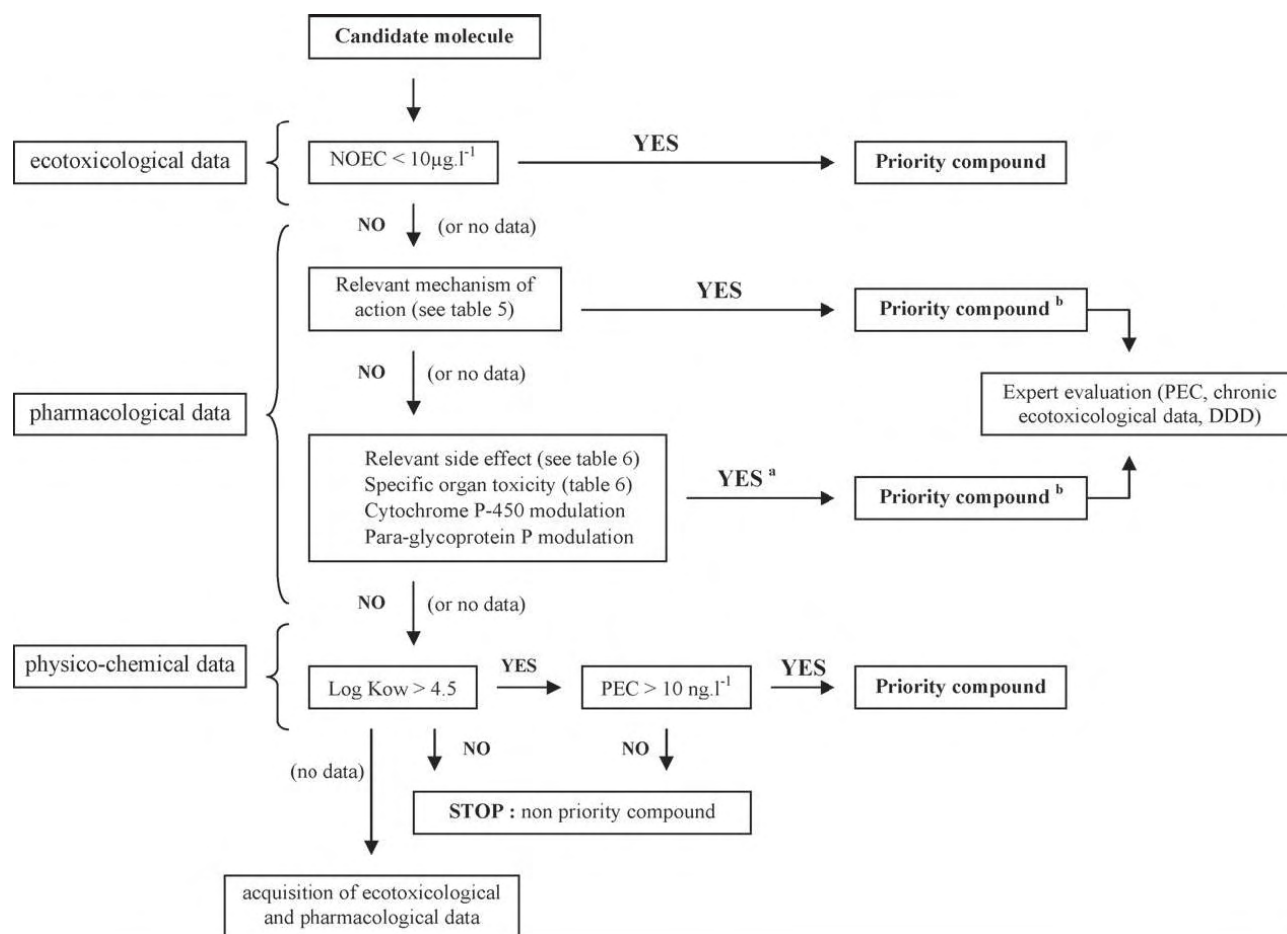 Candidate molecule
ecotoxicological data
NOEC < 10µg.l⁻¹
YES
Priority compound
NO
(or no data)
pharmacological data
Relevant mechanism of
action (see table 5)
YES
Priority compound ᵇ
NO
(or no data)
Expert evaluation (PEC, chronic
ecotoxicological data, DDD)
Relevant side effect (see table 6)
Specific organ toxicity (table 6)
Cytochrome P-450 modulation
Para-glycoprotein P modulation
YES ᵃ
Priority compound ᵇ
NO
(or no data)
physico-chemical data
Log Kow > 4.5
YES
PEC > 10 ng.l⁻¹
YES
Priority compound
(no data)
NO
NO
STOP : non priority compound
acquisition of ecotoxicological
and pharmacological data